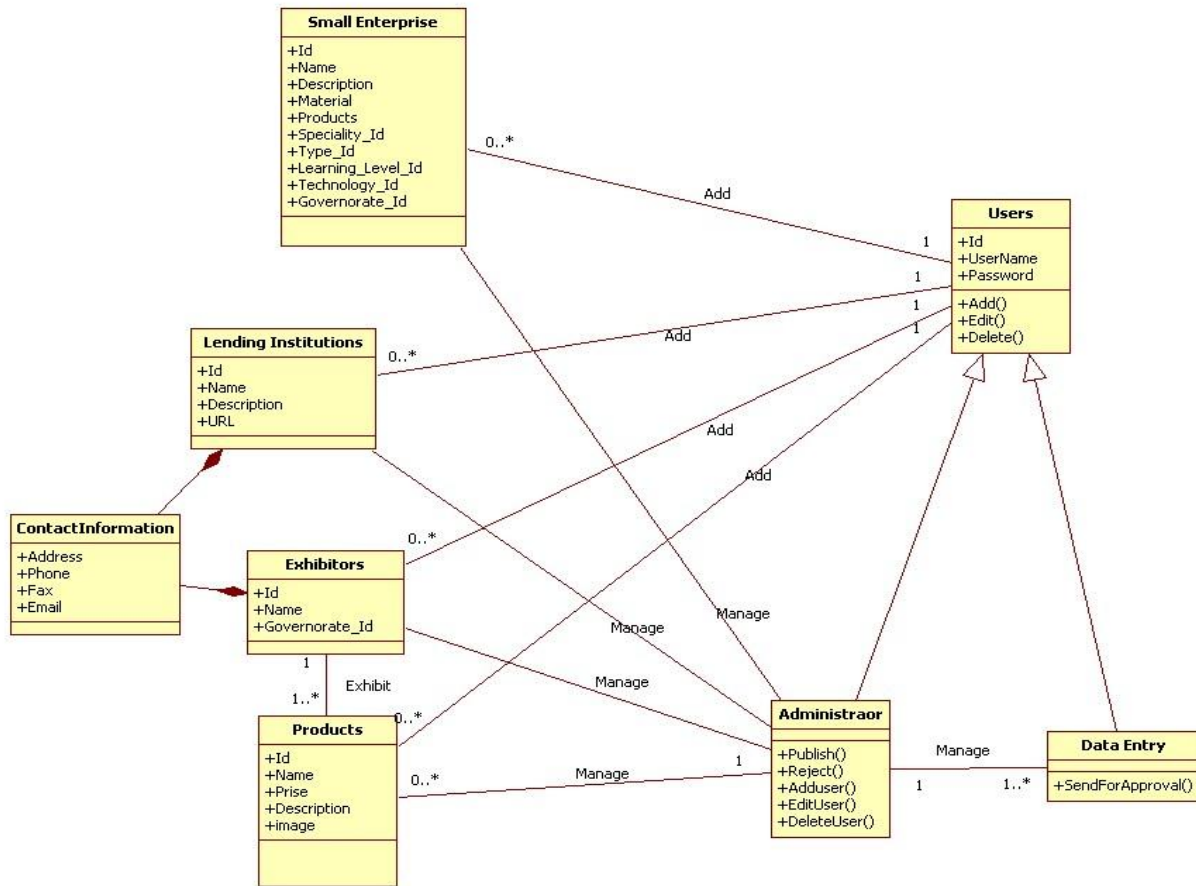 Small Enterprise
+Id
+Name
+Description
+Material
+Products
+Speciality_Id
+Type_Id
+Learning_Level_Id
+Technology_Id
+Governorate_Id
0..*
Add
1
Users
+Id
+UserName
+Password
+Add()
+Edit()
+Delete()
Lending Institutions
+Id
+Name
+Description
+URL
0..*
Add
1
1
1
Add
Add
ContactInformation
+Address
+Phone
+Fax
+Email
Exhibitors
+Id
+Name
+Governorate_Id
0..*
Manage
Manage
Manage
1
Exhibit
1..*
Products
+Id
+Name
+Prise
+Description
+image
0..*
0..*
Manage
1
Administraor
+Publish()
+Reject()
+Adduser()
+EditUser()
+DeleteUser()
Manage
1
1..*
Data Entry
+SendForApproval()